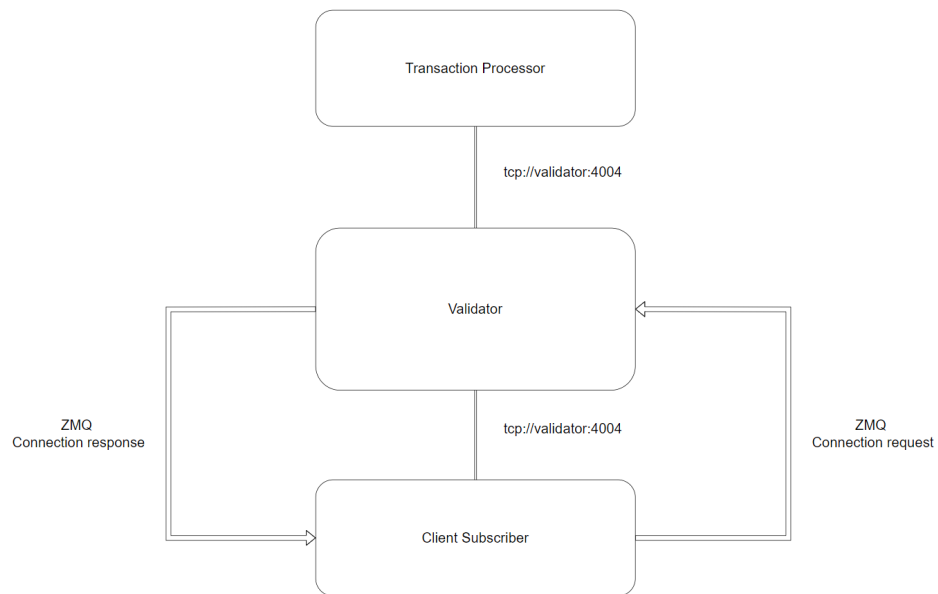 Transaction Processor
tcp://validator:4004
Validator
tcp://validator:4004
ZMQ
Connection response
ZMQ
Connection request
Client Subscriber